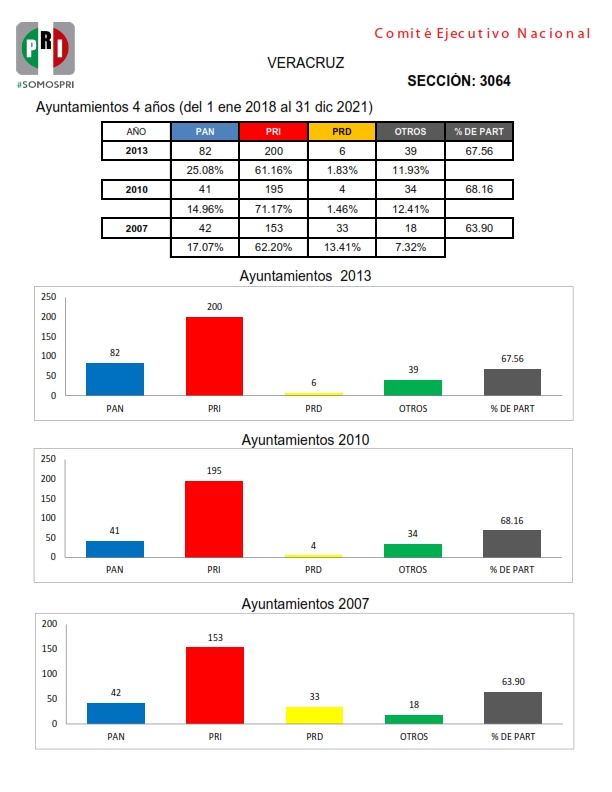 Comité Ejecutivo Nacional
PRI
#SOMOSPRI
VERACRUZ
SECCIÓN: 3064
Ayuntamientos 4 años (del 1 ene 2018 al 31 dic 2021)
AÑO PAN PRI PRD OTROS % DE PART
2013 82 200 6 39 67.56
25.08% 61.16% 1.83% 11.93%
2010 41 195 4 34 68.16
14.96% 71.17% 1.46% 12.41%
2007 42 153 33 18 63.90
17.07% 62.20% 13.41% 7.32%
Ayuntamientos 2013
250
200
150
100
50
0
82 200 6 39 67.56
PAN PRI PRD OTROS % DE PART
Ayuntamientos 2010
250
200
150
100
50
0
41 195 4 34 68.16
PAN PRI PRD OTROS % DE PART
Ayuntamientos 2007
200
150
100
50
0
42 153 33 18 63.90
PAN PRI PRD OTROS % DE PART